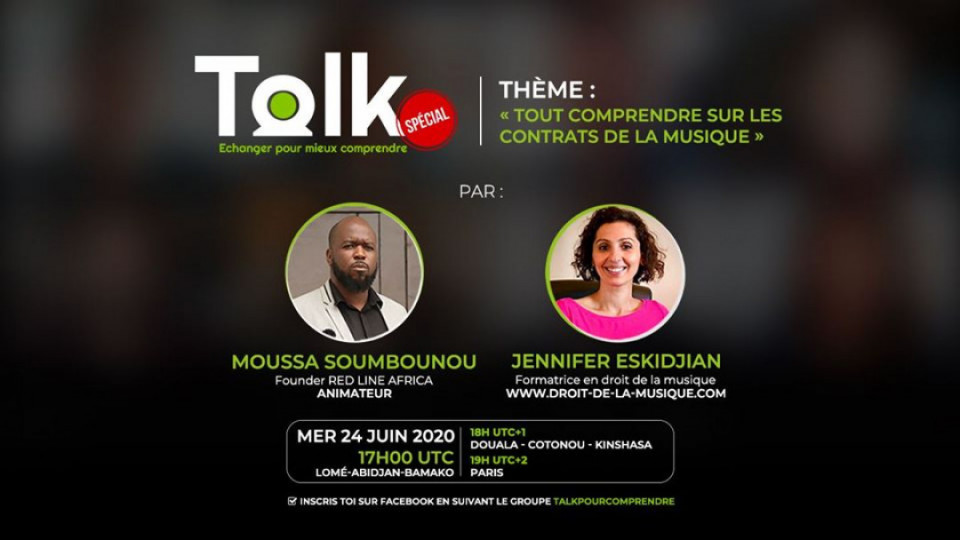 Talk
SPÉCIAL
Echanger pour mieux comprendre
THÈME :
« TOUT COMPRENDRE SUR LES
CONTRATS DE LA MUSIQUE »
PAR :
MOUSSA SOUMBOUNOU
Founder RED LINE AFRICA
ANIMATEUR
JENNIFER ESKIDJIAN
Formatrice en droit de la musique
WWW.DROIT-DE-LA-MUSIQUE.COM
MER 24 JUIN 2020
17H00 UTC
LOMÉ-ABIDJAN-BAMAKO
18H UTC+1
DOUALA - COTONOU - KINSHASA
19H UTC+2
PARIS
INSCRIS TOI SUR FACEBOOK EN SUIVANT LE GROUPE TALKPOURCOMPRENDRE